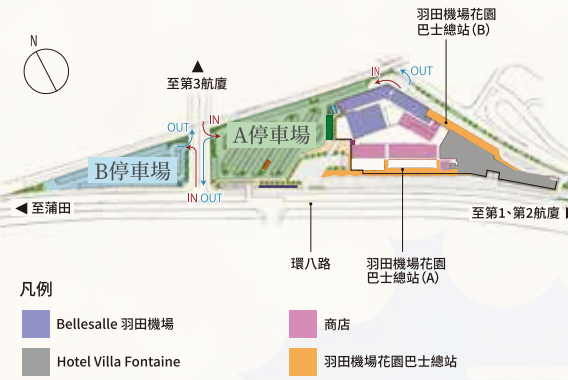 羽田機場花園
巴士總站（B）
N
至第3航廈
IN
OUT
OUT
IN
A停車場
B停車場
IN OUT
◀ 至蒲田
至第1、第2航廈
環八路
羽田機場花園
巴士總站（A）
凡例
Bellesalle 羽田機場
商店
Hotel Villa Fontaine
羽田機場花園巴士總站